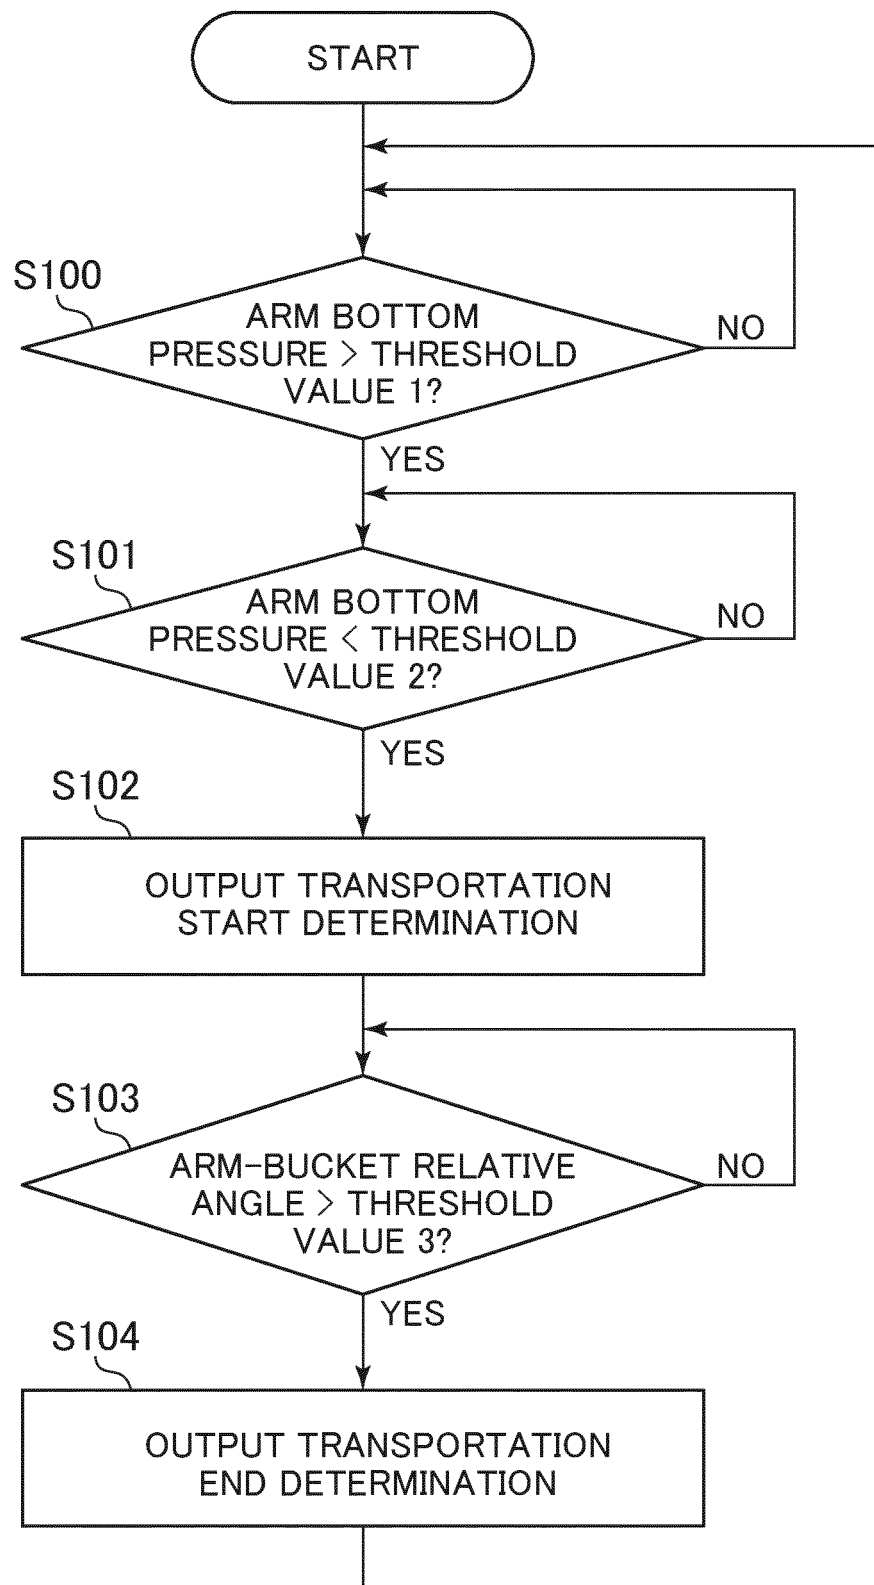 START
S100
ARM BOTTOM
PRESSURE > THRESHOLD
VALUE 1?
NO
YES
S101
ARM BOTTOM
PRESSURE < THRESHOLD
VALUE 2?
NO
YES
S102
OUTPUT TRANSPORTATION
START DETERMINATION
S103
ARM-BUCKET RELATIVE
ANGLE > THRESHOLD
VALUE 3?
NO
YES
S104
OUTPUT TRANSPORTATION
END DETERMINATION